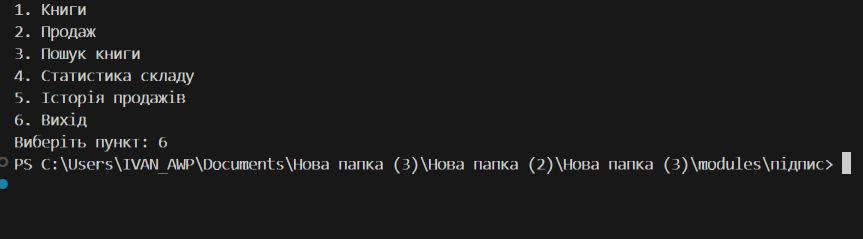 1. Книги
2. Продаж
3. Пошук книги
4. Статистика складу
5. Історія продажів
6. Вихід
Виберіть пункт: 6
PS C:\Users\IVAN_AWP\Documents\Нова папка (3)\Нова папка (2)\Нова папка (3)\modules\підпис>